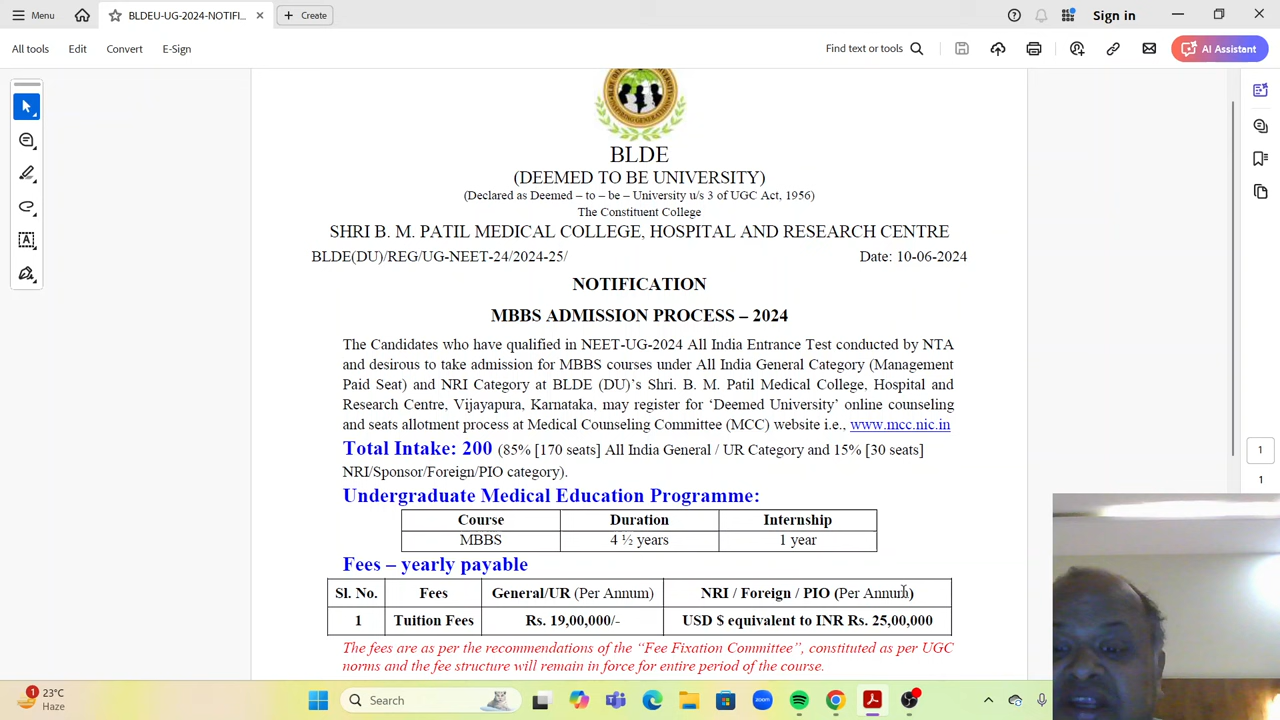 Menu
BLDEU-UG-2024-NOTIFI...
Create
Sign in
All tools
Edit
Convert
E-Sign
Find text or tools
AI Assistant
BLDE
(DEEMED TO BE UNIVERSITY)
(Declared as Deemed – to – be – University u/s 3 of UGC Act, 1956)
The Constituent College
SHRI B. M. PATIL MEDICAL COLLEGE, HOSPITAL AND RESEARCH CENTRE
BLDE(DU)/REG/UG-NEET-24/2024-25/ Date: 10-06-2024
NOTIFICATION
MBBS ADMISSION PROCESS – 2024
The Candidates who have qualified in NEET-UG-2024 All India Entrance Test conducted by NTA
and desirous to take admission for MBBS courses under All India General Category (Management
Paid Seat) and NRI Category at BLDE (DU)'s Shri. B. M. Patil Medical College, Hospital and
Research Centre, Vijayapura, Karnataka, may register for 'Deemed University' online counseling
and seats allotment process at Medical Counseling Committee (MCC) website i.e., www.mcc.nic.in
Total Intake: 200 (85% [170 seats] All India General / UR Category and 15% [30 seats]
NRI/Sponsor/Foreign/PIO category).
Undergraduate Medical Education Programme:
Course Duration Internship
MBBS 4 ½ years 1 year
Fees – yearly payable
Sl. No. Fees General/UR (Per Annum) NRI / Foreign / PIO (Per Annum)
1 Tuition Fees Rs. 19,00,000/- USD $ equivalent to INR Rs. 25,00,000
The fees are as per the recommendations of the "Fee Fixation Committee", constituted as per UGC
norms and the fee structure will remain in force for entire period of the course.
1
1
1
23°C
Haze
Search